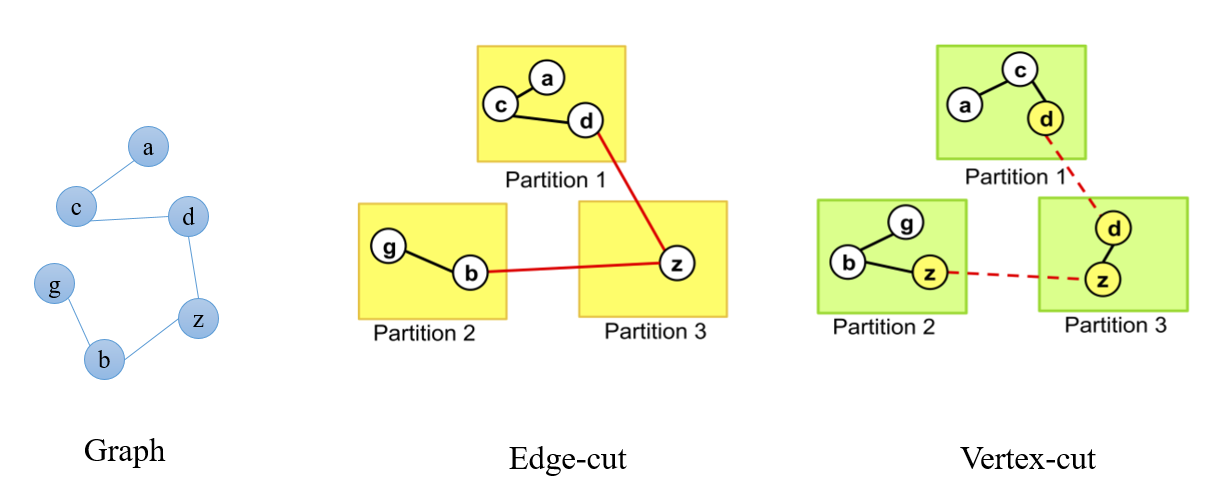 a
c
d
g
z
b
Graph
a
c
d
Partition 1
g
b
z
Partition 2
Partition 3
Edge-cut
c
a
d
Partition 1
g
b
z
d
z
Partition 2
Partition 3
Vertex-cut